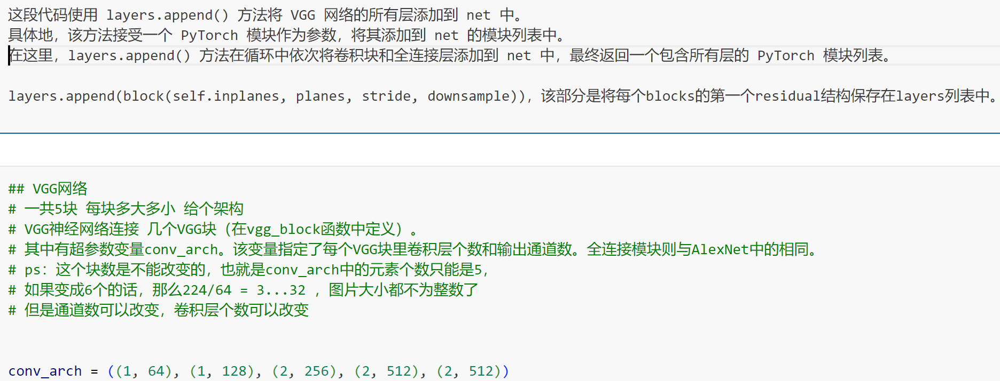 这段代码使用 layers.append() 方法将 VGG 网络的所有层添加到 net 中。
具体地，该方法接受一个 PyTorch 模块作为参数，将其添加到 net 的模块列表中。
在这里，layers.append() 方法在循环中依次将卷积块和全连接层添加到 net 中，最终返回一个包含所有层的 PyTorch 模块列表。
layers.append(block(self.inplanes, planes, stride, downsample))，该部分是将每个blocks的第一个residual结构保存在layers列表中。
## VGG网络
# 一共5块 每块多大多小 给个架构
# VGG神经网络连接 几个VGG块（在vgg_block函数中定义）。
# 其中有超参数变量conv_arch。该变量指定了每个VGG块里卷积层个数和输出通道数。全连接模块则与AlexNet中的相同。
# ps：这个块数是不能改变的，也就是conv_arch中的元素个数只能是5，
# 如果变成6个的话，那么224/64 = 3...32 ，图片大小都不为整数了
# 但是通道数可以改变，卷积层个数可以改变
conv_arch = ((1, 64), (1, 128), (2, 256), (2, 512), (2, 512))